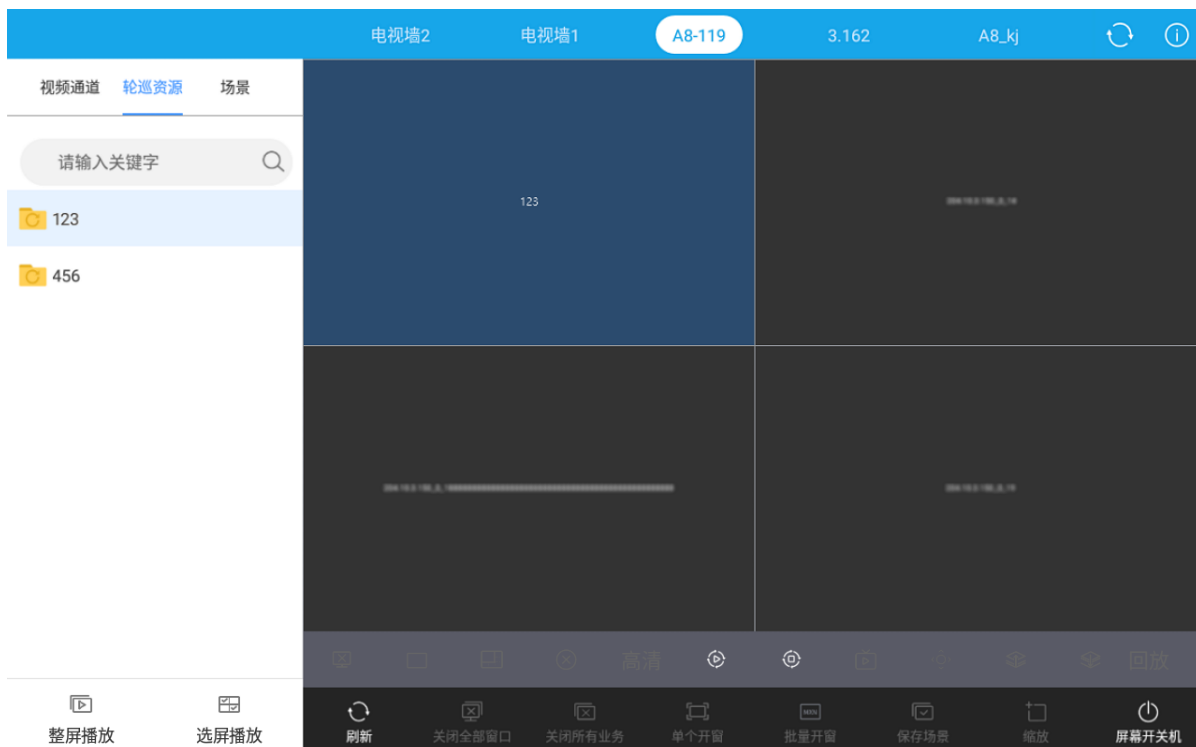 电视墙2 电视墙1 A8-119 3.162 A8_kj
视频通道 轮巡资源 场景
请输入关键字
123
456
123
高清 回放
整屏播放 选屏播放
刷新 关闭全部窗口 关闭所有业务 单个开窗 批量开窗 保存场景 缩放 屏幕开关机